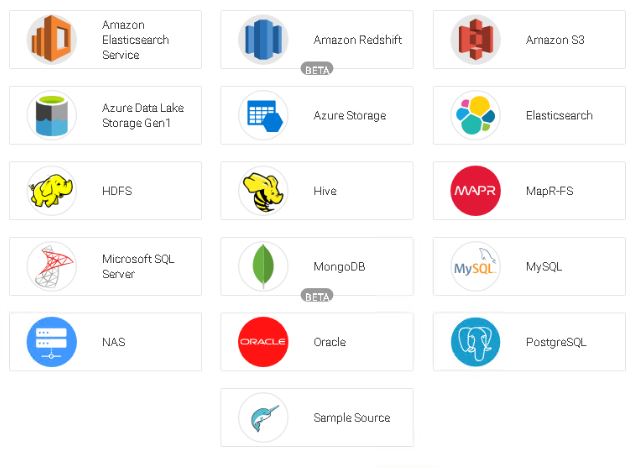 Amazon
Elasticsearch
Service
Amazon Redshift
Amazon S3
BETA
Azure Data Lake
Storage Gen1
Azure Storage
Elasticsearch
HDFS
Hive
MAPR
MapR-FS
Microsoft SQL
Server
MongoDB
MySQL
MySQL
BETA
NAS
ORACLE
Oracle
PostgreSQL
Sample Source